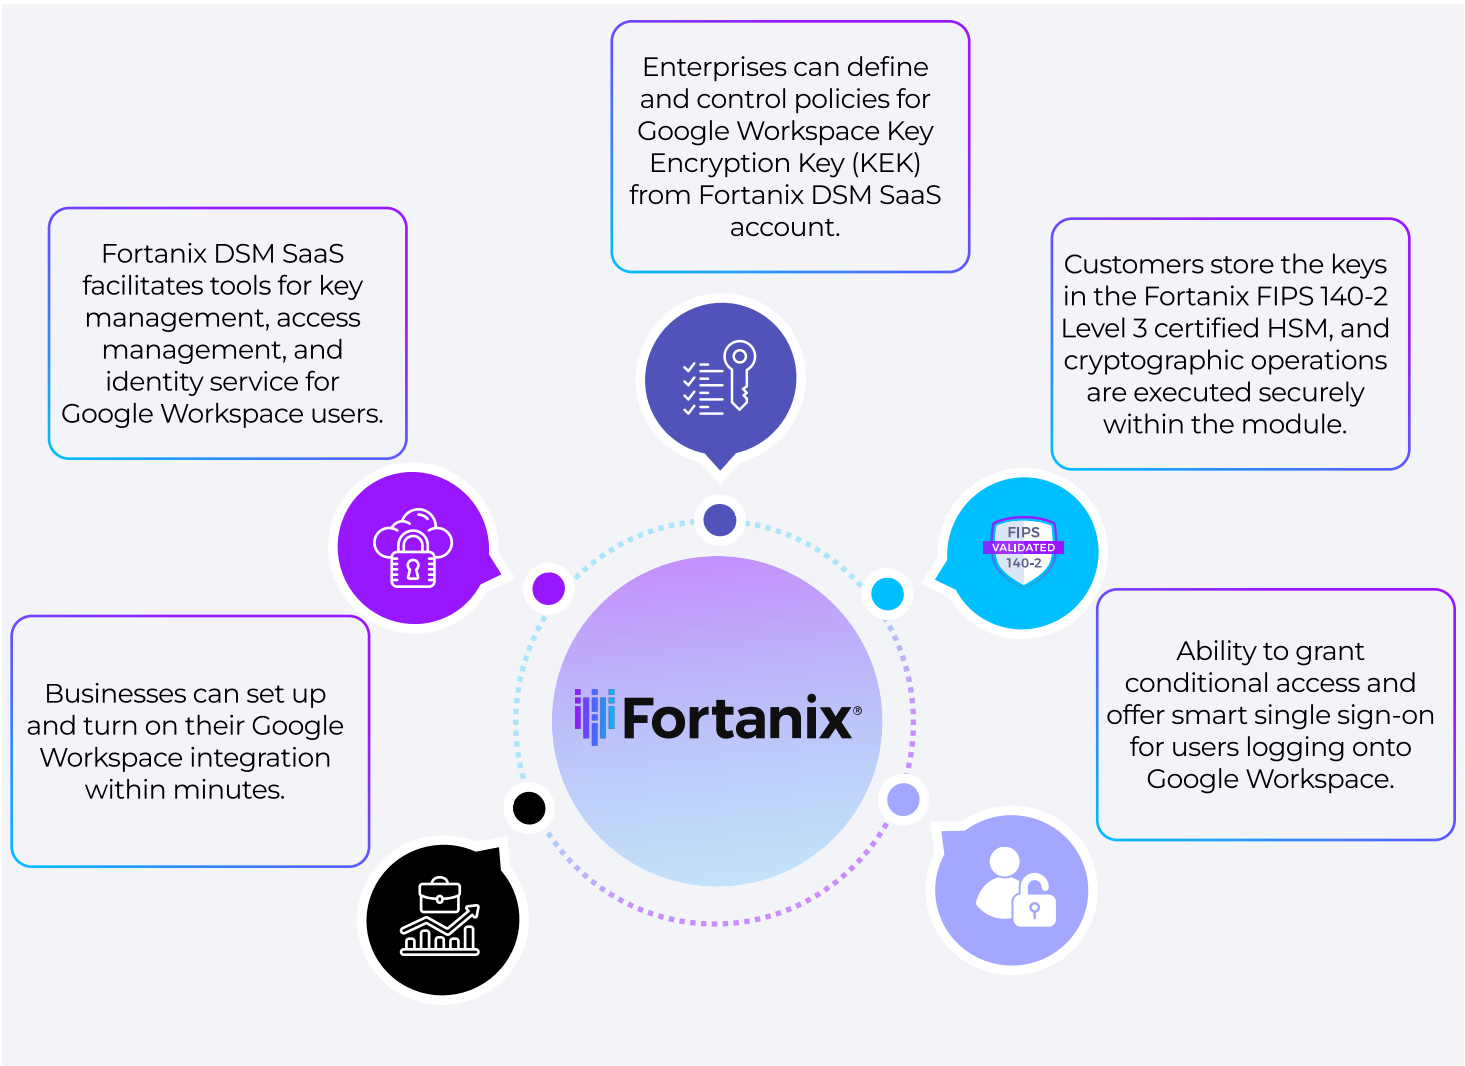 Enterprises can define
and control policies for
Google Workspace Key
Encryption Key (KEK)
from Fortanix DSM SaaS
account.
Fortanix DSM SaaS
facilitates tools for key
management, access
management, and
identity service for
Google Workspace users.
Customers store the keys
in the Fortanix FIPS 140-2
Level 3 certified HSM, and
cryptographic operations
are executed securely
within the module.
FIPS
VALIDATED
140-2
Businesses can set up
and turn on their Google
Workspace integration
within minutes.
Fortanix®
Ability to grant
conditional access and
offer smart single sign-on
for users logging onto
Google Workspace.